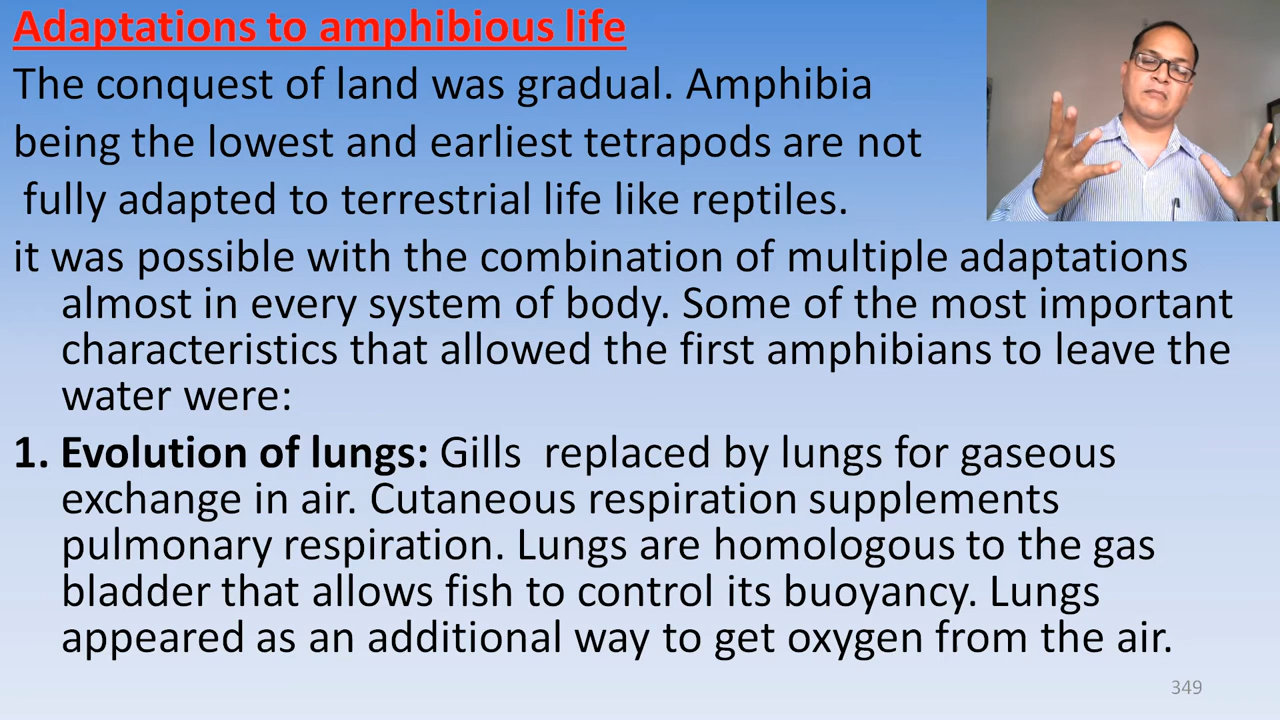 Adaptations to amphibious life
The conquest of land was gradual. Amphibia
being the lowest and earliest tetrapods are not
fully adapted to terrestrial life like reptiles.
it was possible with the combination of multiple adaptations
almost in every system of body. Some of the most important
characteristics that allowed the first amphibians to leave the
water were:
1. Evolution of lungs: Gills  replaced by lungs for gaseous
exchange in air. Cutaneous respiration supplements
pulmonary respiration. Lungs are homologous to the gas
bladder that allows fish to control its buoyancy. Lungs
appeared as an additional way to get oxygen from the air.
349